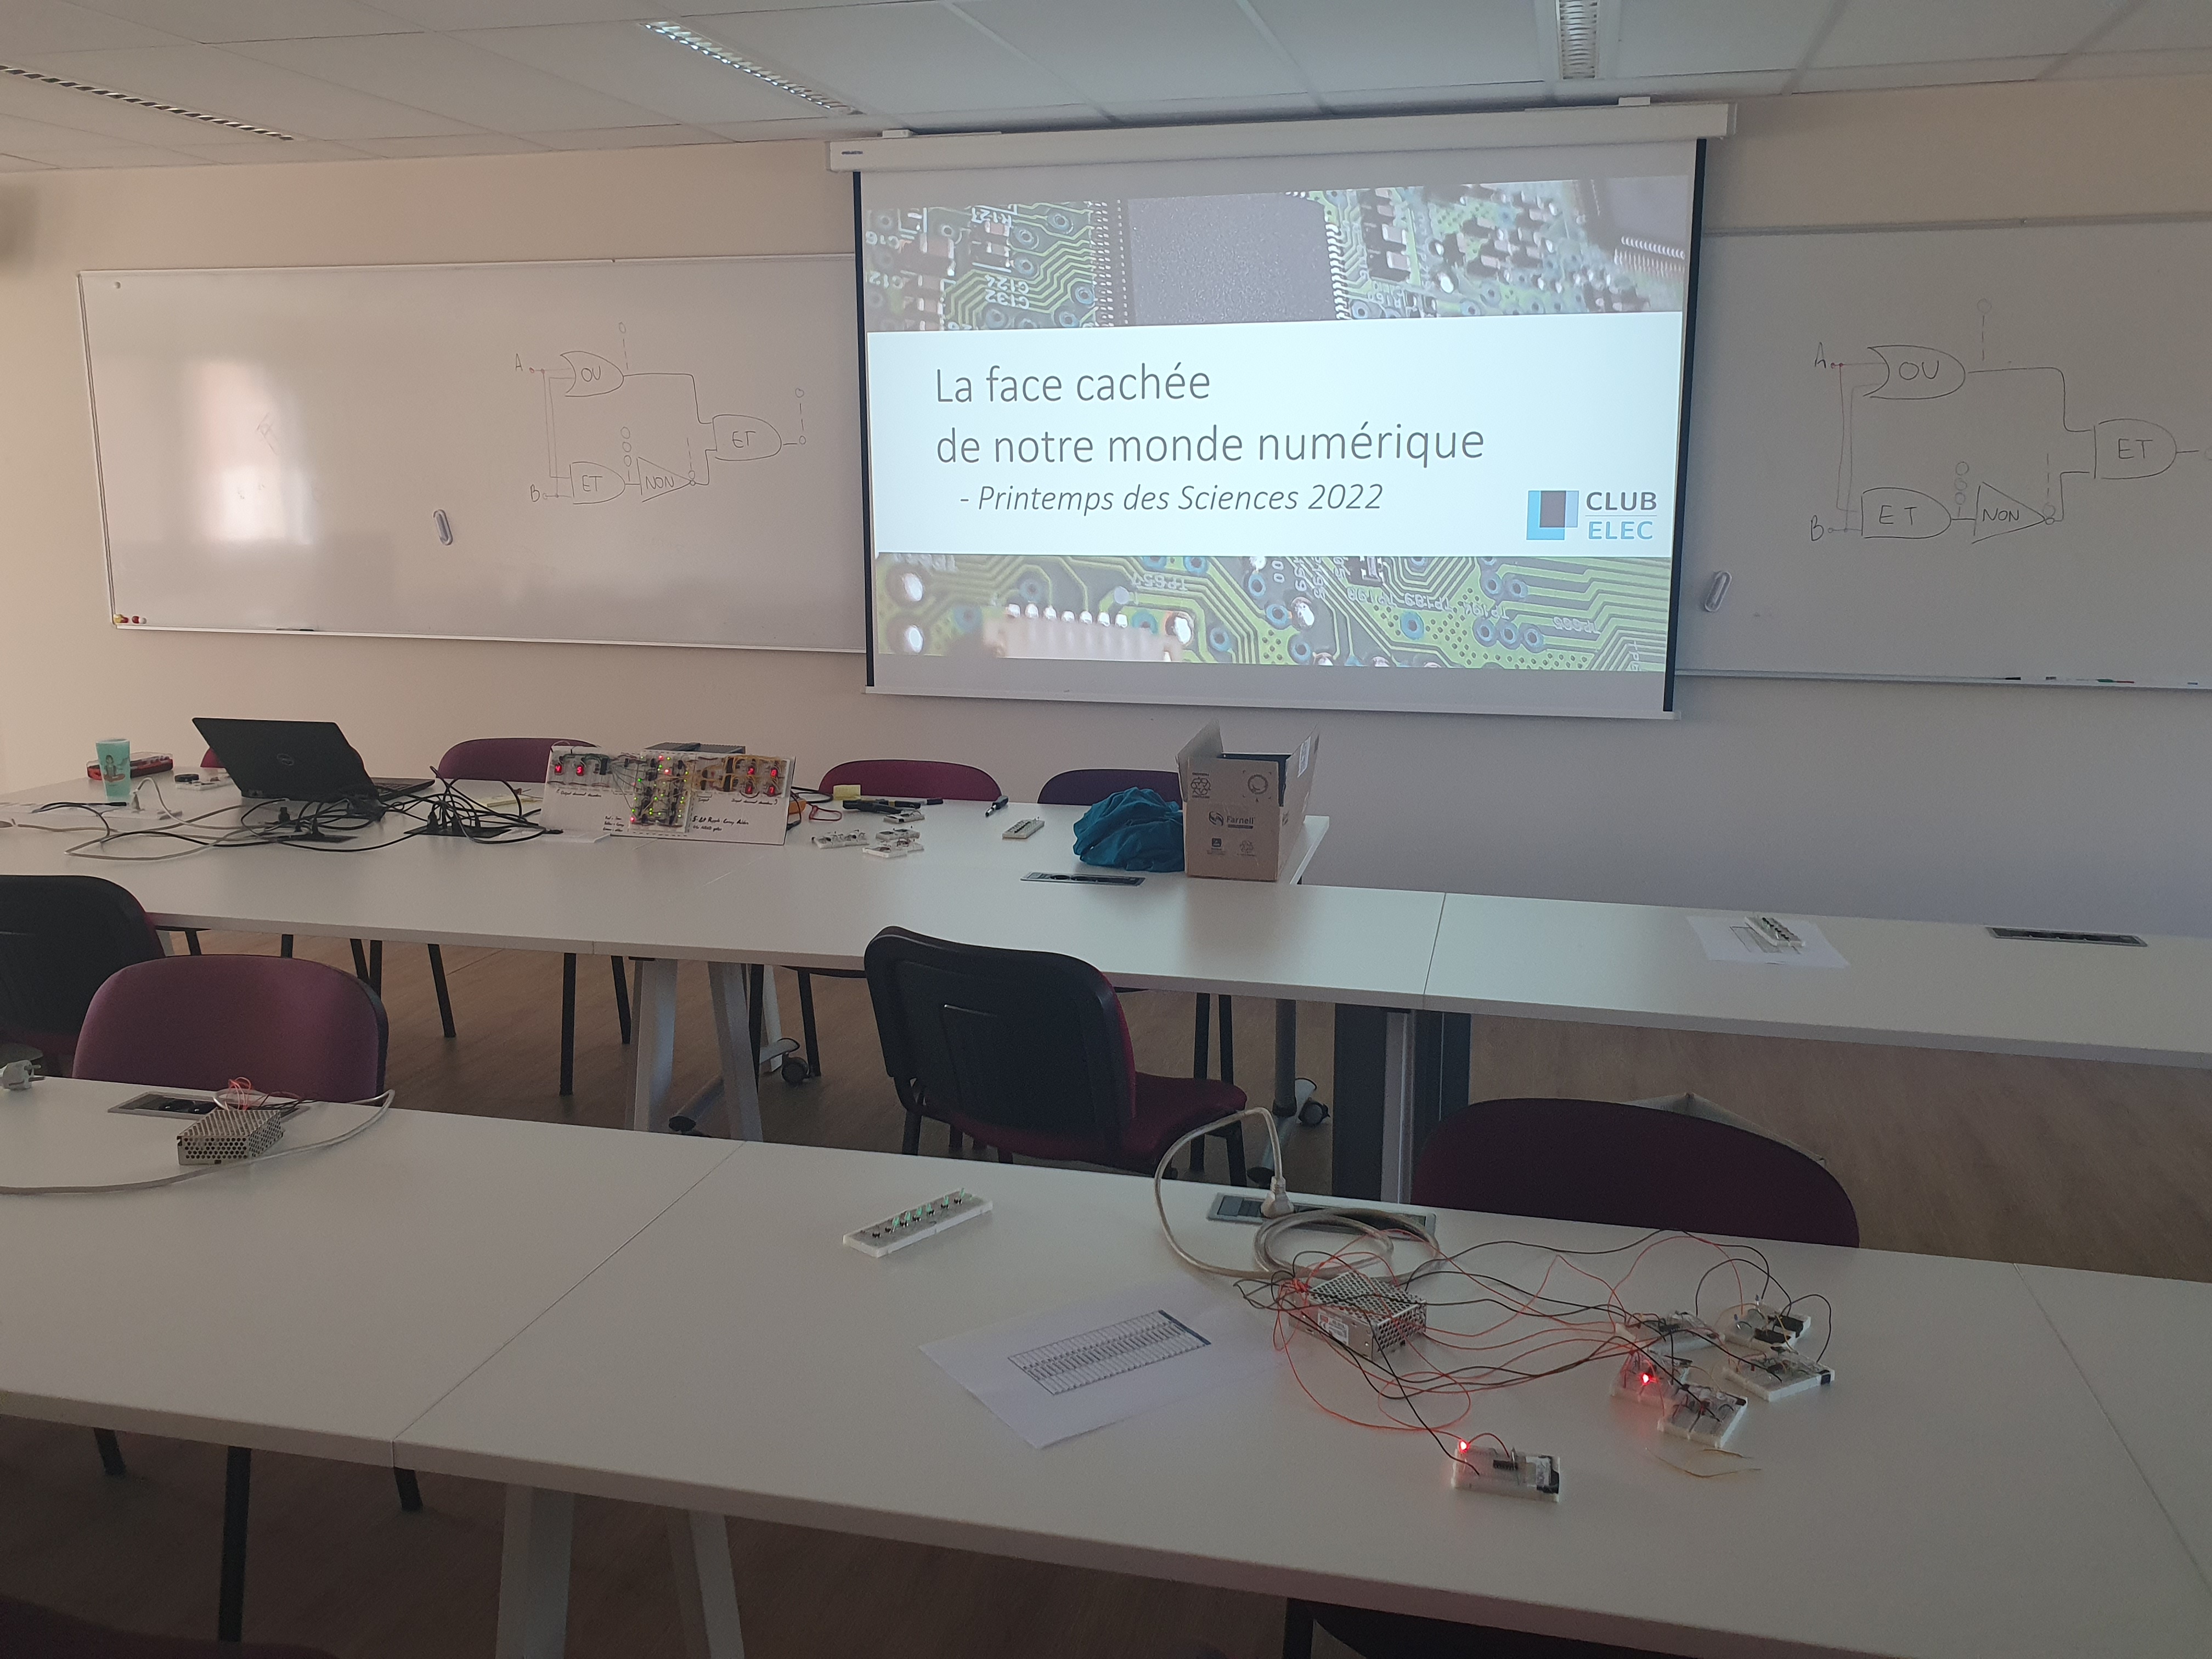 La face cachée
de notre monde numérique
- Printemps des Sciences 2022
CLUB
ELEC
A
OU
ET
B
ET
NON
A
OU
ET
B
ET
NON
Farnell